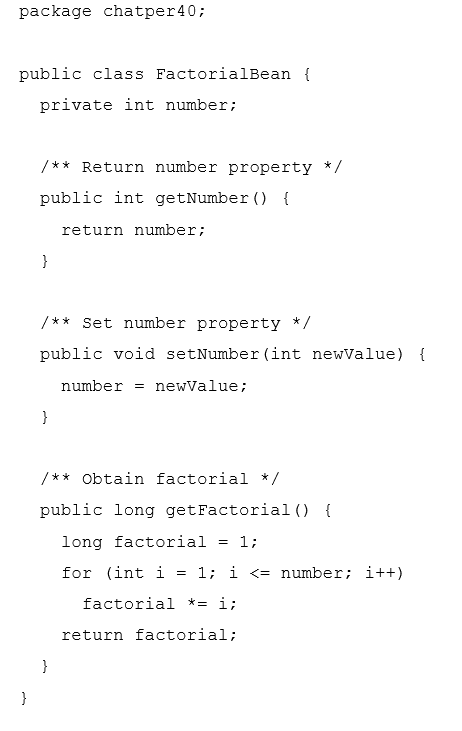 package chatper40;

public class FactorialBean {
  private int number;

  /** Return number property */
  public int getNumber() {
    return number;
  }

  /** Set number property */
  public void setNumber(int newValue) {
    number = newValue;
  }

  /** Obtain factorial */
  public long getFactorial() {
    long factorial = 1;
    for (int i = 1; i <= number; i++)
      factorial *= i;
    return factorial;
  }
}